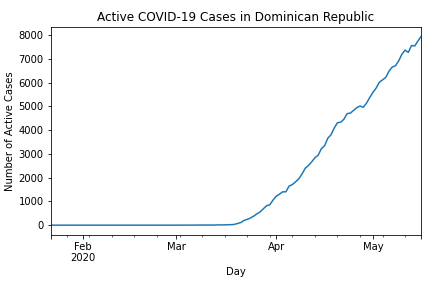 Active COVID-19 Cases in Dominican Republic
Number of Active Cases
8000
7000
6000
5000
4000
3000
2000
1000
0
Feb Mar Apr May
2020
Day